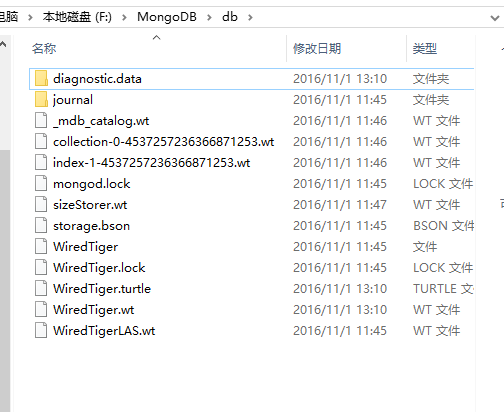 电脑 › 本地磁盘 (F:) › MongoDB › db ›
名称 修改日期 类型
diagnostic.data 2016/11/1 13:10 文件夹
journal 2016/11/1 11:45 文件夹
_mdb_catalog.wt 2016/11/1 11:46 WT 文件
collection-0-4537257236366871253.wt 2016/11/1 11:46 WT 文件
index-1-4537257236366871253.wt 2016/11/1 11:46 WT 文件
mongod.lock 2016/11/1 11:45 LOCK 文件
sizeStorer.wt 2016/11/1 11:47 WT 文件
storage.bson 2016/11/1 11:45 BSON 文件
WiredTiger 2016/11/1 11:45 文件
WiredTiger.lock 2016/11/1 11:45 LOCK 文件
WiredTiger.turtle 2016/11/1 13:10 TURTLE 文件
WiredTiger.wt 2016/11/1 13:10 WT 文件
WiredTigerLAS.wt 2016/11/1 11:45 WT 文件